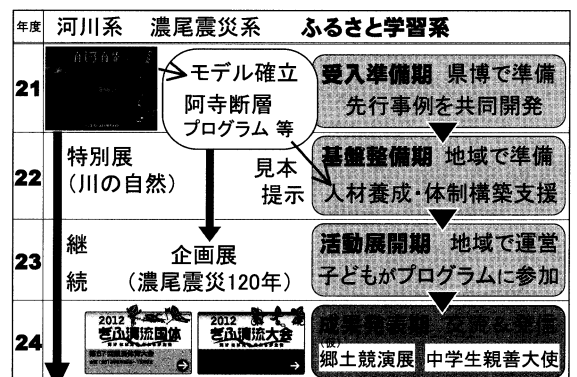 年度 河川系 濃尾震災系 ふるさと学習系
21
モデル確立
阿寺断層
プログラム 等
受入準備期 県博で準備
先行事例を共同開発
22
特別展
（川の自然）
見本
提示
基盤整備期 地域で準備
人材養成・体制構築支援
23
継
続
企画展
（濃尾震災120年）
活動展開期 地域で運営
子どもがプログラムに参加
24
2012
ぎふ清流国体
2012
ぎふ清流大会
(仮)
郷土競演展
中学生親善大使